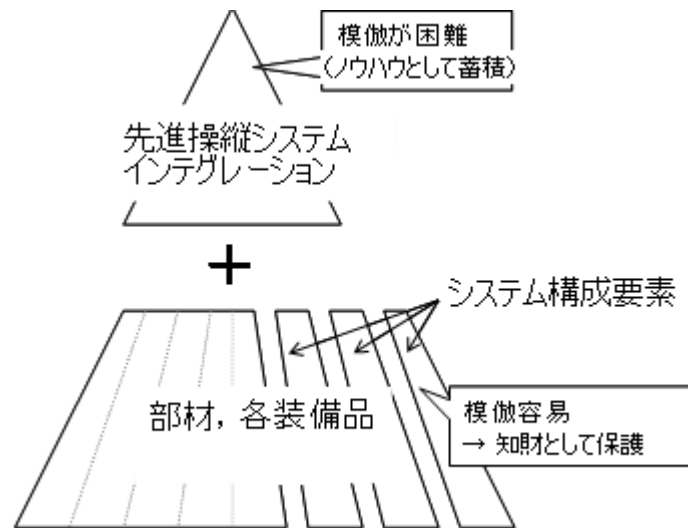 模倣が困難
(ノウハウとして蓄積)
先進操縦システム
インテグレーション
+
システム構成要素
部材，各装備品
模倣容易
→ 知財として保護